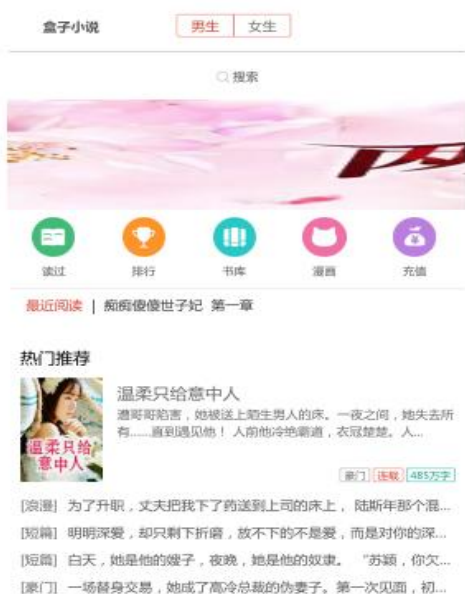 盒子小说 男生 女生
搜索
两
读过 排行 书库 漫画 充值
最近阅读 | 痴痴傻傻世子妃 第一章
热门推荐
温柔只给意中人
遭哥哥陷害,她被送上陌生男人的床。一夜之间,她失去所
有......直到遇见他! 人前他冷绝霸道,衣冠楚楚。人...
温柔只给
意中人
豪门 连载 485万字
[浪漫] 为了升职,丈夫把我下了药送到上司的床上, 陆斯年那个混...
[短篇] 明明深爱,却只剩下折磨,放不下的不是爱,而是对你的深...
[短篇] 白天,她是他的嫂子,夜晚,她是他的奴隶。 “苏颖,你欠...
[豪门] 一场替身交易,她成了高冷总裁的伪妻子。第一次见面,初...